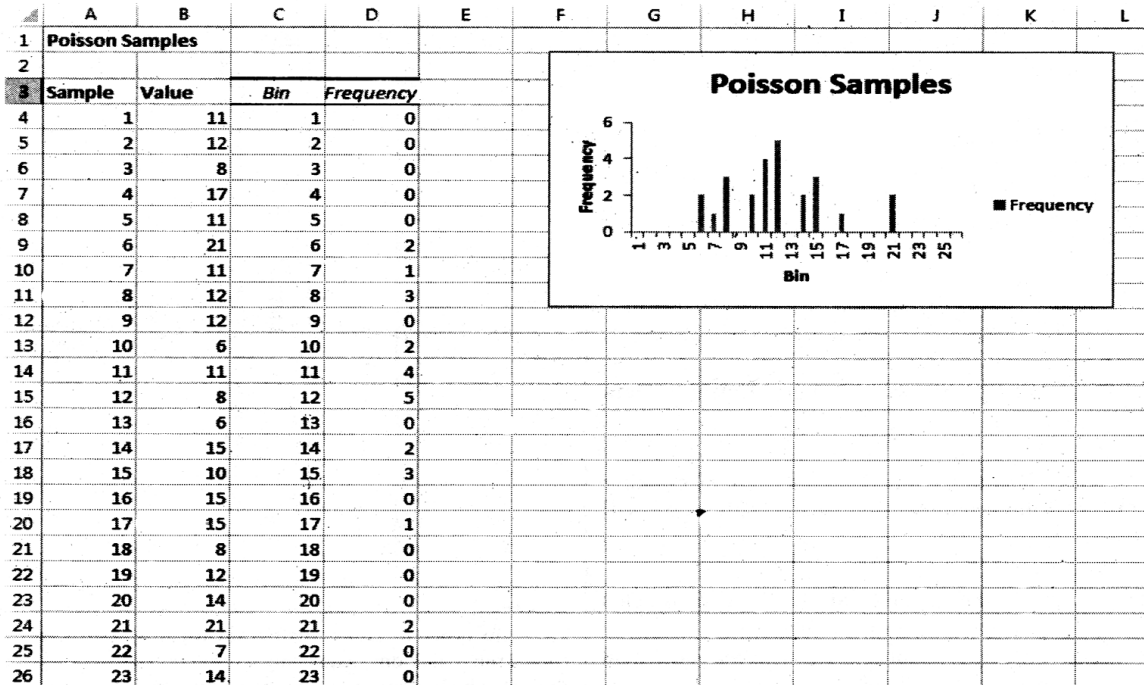 A B C D E F G H I J K L
1 Poisson Samples
2
3 Sample Value Bin Frequency
4 1 11 1 0
5 2 12 2 0
6 3 8 3 0
7 4 17 4 0
8 5 11 5 0
9 6 21 6 2
10 7 11 7 1
11 8 12 8 3
12 9 12 9 0
13 10 6 10 2
14 11 11 11 4
15 12 8 12 5
16 13 6 13 0
17 14 15 14 2
18 15 10 15 3
19 16 15 16 0
20 17 15 17 1
21 18 8 18 0
22 19 12 19 0
23 20 14 20 0
24 21 21 21 2
25 22 7 22 0
26 23 14 23 0
Poisson Samples
Frequency
6
4
2
0
1 3 5 7 9 11 13 15 17 19 21 23 25
Bin
Frequency